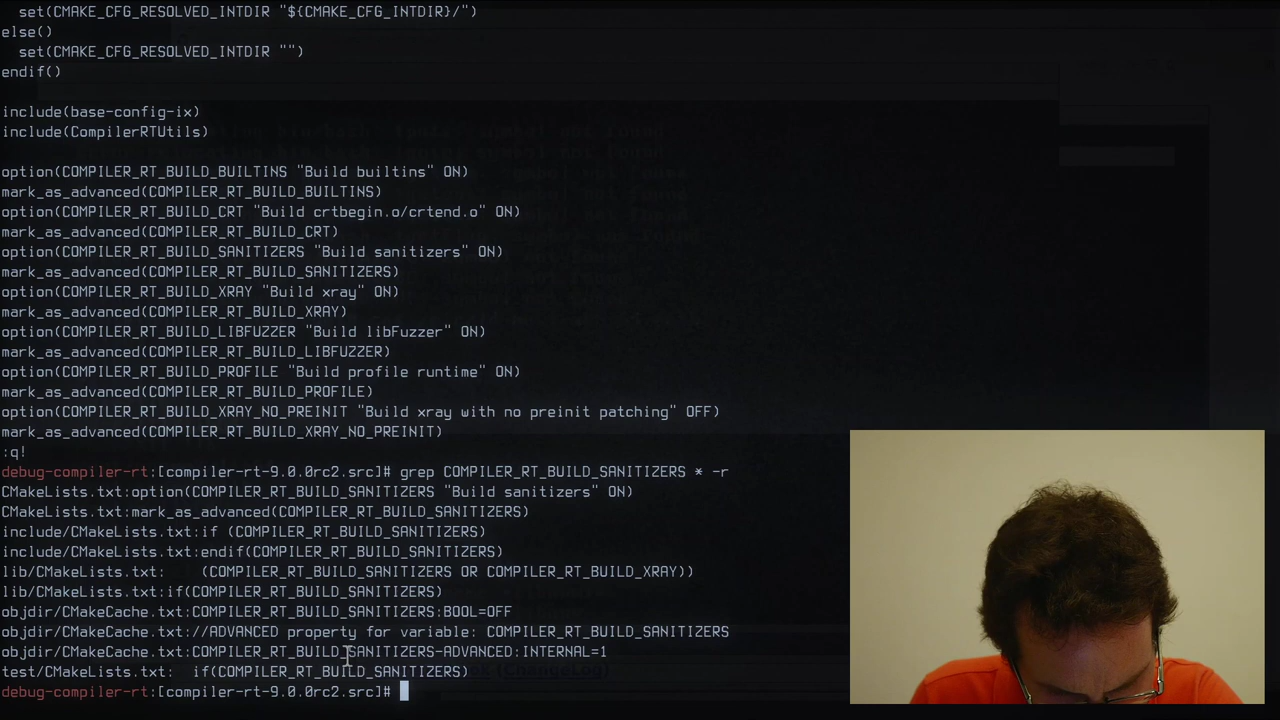 set(CMAKE_CFG_RESOLVED_INTDIR "${CMAKE_CFG_INTDIR}/")
else()
  set(CMAKE_CFG_RESOLVED_INTDIR "")
endif()

include(base-config-ix)
include(CompilerRTUtils)

option(COMPILER_RT_BUILD_BUILTINS "Build builtins" ON)
mark_as_advanced(COMPILER_RT_BUILD_BUILTINS)
option(COMPILER_RT_BUILD_CRT "Build crtbegin.o/crtend.o" ON)
mark_as_advanced(COMPILER_RT_BUILD_CRT)
option(COMPILER_RT_BUILD_SANITIZERS "Build sanitizers" ON)
mark_as_advanced(COMPILER_RT_BUILD_SANITIZERS)
option(COMPILER_RT_BUILD_XRAY "Build xray" ON)
mark_as_advanced(COMPILER_RT_BUILD_XRAY)
option(COMPILER_RT_BUILD_LIBFUZZER "Build libFuzzer" ON)
mark_as_advanced(COMPILER_RT_BUILD_LIBFUZZER)
option(COMPILER_RT_BUILD_PROFILE "Build profile runtime" ON)
mark_as_advanced(COMPILER_RT_BUILD_PROFILE)
option(COMPILER_RT_BUILD_XRAY_NO_PREINIT "Build xray with no preinit patching" OFF)
mark_as_advanced(COMPILER_RT_BUILD_XRAY_NO_PREINIT)
:q!
debug-compiler-rt:[compiler-rt-9.0.0rc2.src]# grep COMPILER_RT_BUILD_SANITIZERS * -r
CMakeLists.txt:option(COMPILER_RT_BUILD_SANITIZERS "Build sanitizers" ON)
CMakeLists.txt:mark_as_advanced(COMPILER_RT_BUILD_SANITIZERS)
include/CMakeLists.txt:if (COMPILER_RT_BUILD_SANITIZERS)
include/CMakeLists.txt:endif(COMPILER_RT_BUILD_SANITIZERS)
lib/CMakeLists.txt:    (COMPILER_RT_BUILD_SANITIZERS OR COMPILER_RT_BUILD_XRAY))
lib/CMakeLists.txt:if(COMPILER_RT_BUILD_SANITIZERS)
objdir/CMakeCache.txt:COMPILER_RT_BUILD_SANITIZERS:BOOL=OFF
objdir/CMakeCache.txt://ADVANCED property for variable: COMPILER_RT_BUILD_SANITIZERS
objdir/CMakeCache.txt:COMPILER_RT_BUILD_SANITIZERS-ADVANCED:INTERNAL=1
test/CMakeLists.txt:  if(COMPILER_RT_BUILD_SANITIZERS)
(ChangeLog)
debug-compiler-rt:[compiler-rt-9.0.0rc2.src]#